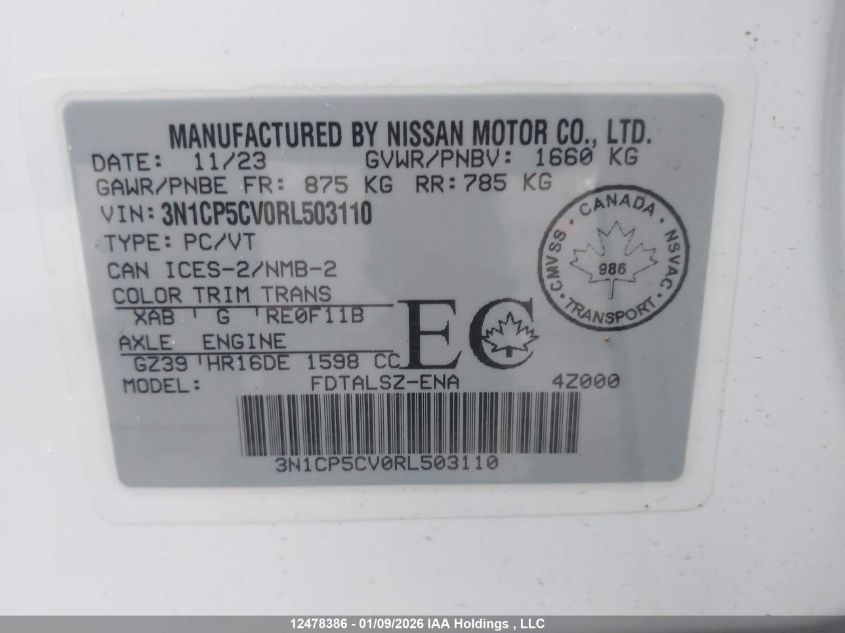 MANUFACTURED BY NISSAN MOTOR CO., LTD.
DATE: 11/23 GVWR/PNBV: 1660 KG
GAWR/PNBE FR: 875 KG RR: 785 KG
VIN: 3N1CP5CV0RL503110
TYPE: PC/VT
CAN ICES-2/NMB-2
COLOR TRIM TRANS
XAB G RE0F11B
AXLE ENGINE
GZ39 HR16DE 1598 CC
EC
CANADA
CMVSS
NSVAC
986
TRANSPORT
MODEL: FDTALSZ-ENA 4Z000
3N1CP5CV0RL503110
12478386 - 01/09/2026 IAA Holdings , LLC